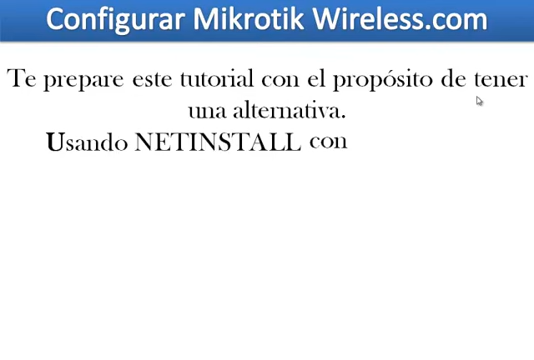 Configurar Mikrotik Wireless.com
Te prepare este tutorial con el propósito de tener
una alternativa.
Usando NETINSTALL con